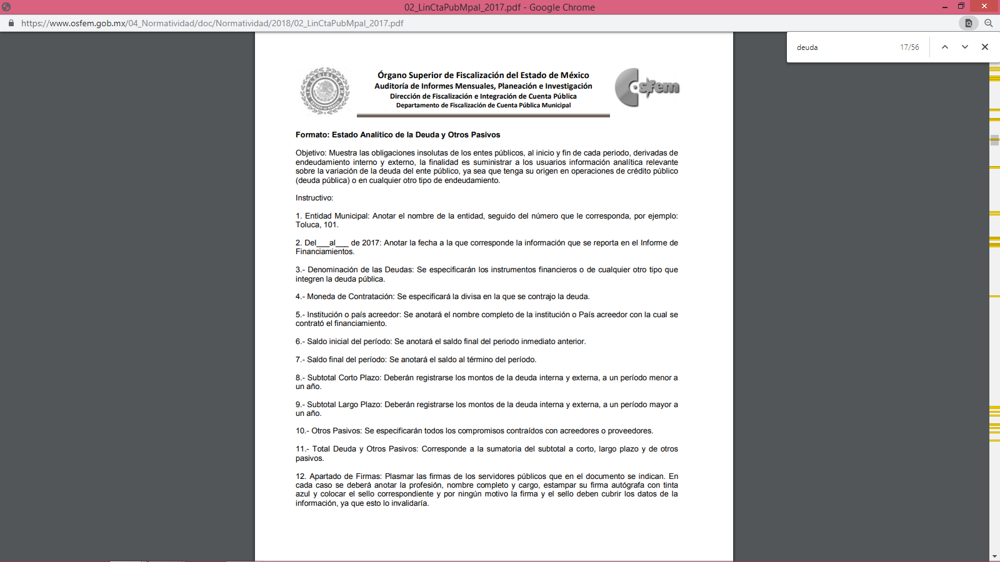 02_LinCtaPubMpal_2017.pdf - Google Chrome
https://www.osfem.gob.mx/04_Normatividad/doc/Normatividad/2018/02_LinCtaPubMpal_2017.pdf
deuda 17/56
Órgano Superior de Fiscalización del Estado de México
Auditoría de Informes Mensuales, Planeación e Investigación
Dirección de Fiscalización e Integración de Cuenta Pública
Departamento de Fiscalización de Cuenta Pública Municipal
LIX LEGISLATURA
ESTADO DE MÉXICO
Osfem
Formato: Estado Analítico de la Deuda y Otros Pasivos
Objetivo: Muestra las obligaciones insolutas de los entes públicos, al inicio y fin de cada periodo, derivadas de
endeudamiento interno y externo, la finalidad es suministrar a los usuarios información analítica relevante
sobre la variación de la deuda del ente público, ya sea que tenga su origen en operaciones de crédito público
(deuda pública) o en cualquier otro tipo de endeudamiento.
Instructivo:
1. Entidad Municipal: Anotar el nombre de la entidad, seguido del número que le corresponda, por ejemplo:
Toluca, 101.
2. Del___al___ de 2017: Anotar la fecha a la que corresponde la información que se reporta en el Informe de
Financiamientos.
3.- Denominación de las Deudas: Se especificarán los instrumentos financieros o de cualquier otro tipo que
integren la deuda pública.
4.- Moneda de Contratación: Se especificará la divisa en la que se contrajo la deuda.
5.- Institución o país acreedor: Se anotará el nombre completo de la institución o País acreedor con la cual se
contrató el financiamiento.
6.- Saldo inicial del período: Se anotará el saldo final del periodo inmediato anterior.
7.- Saldo final del período: Se anotará el saldo al término del período.
8.- Subtotal Corto Plazo: Deberán registrarse los montos de la deuda interna y externa, a un período menor a
un año.
9.- Subtotal Largo Plazo: Deberán registrarse los montos de la deuda interna y externa, a un período mayor a
un año.
10.- Otros Pasivos: Se especificarán todos los compromisos contraídos con acreedores o proveedores.
11.- Total Deuda y Otros Pasivos: Corresponde a la sumatoria del subtotal a corto, largo plazo y de otros
pasivos.
12. Apartado de Firmas: Plasmar las firmas de los servidores públicos que en el documento se indican. En
cada caso se deberá anotar la profesión, nombre completo y cargo, estampar su firma autógrafa con tinta
azul y colocar el sello correspondiente y por ningún motivo la firma y el sello deben cubrir los datos de la
información, ya que esto lo invalidaría.